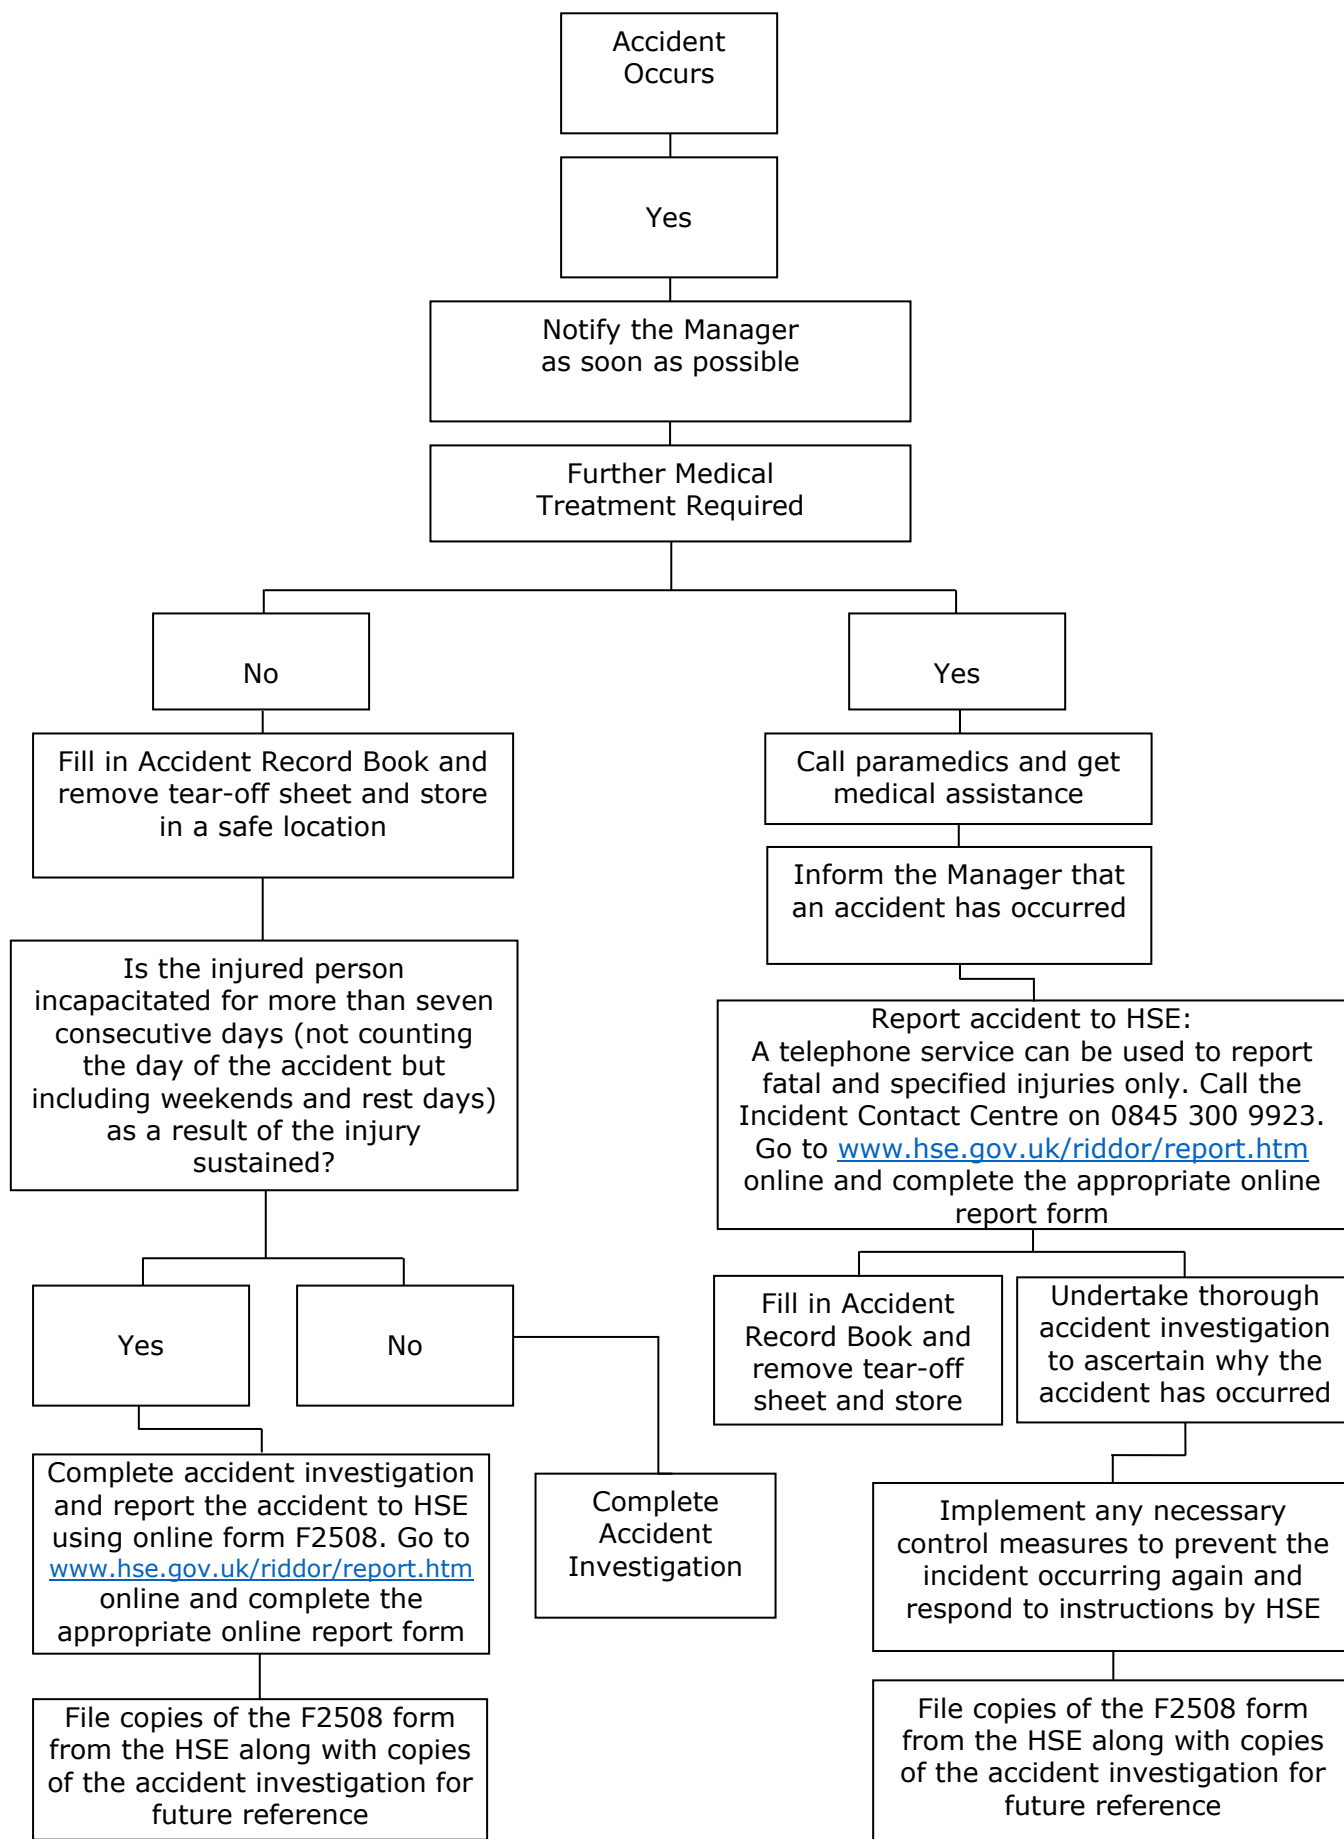 Accident
Occurs
Yes
Notify the Manager
as soon as possible
Further Medical
Treatment Required
No
Yes
Fill in Accident Record Book and
remove tear-off sheet and store
in a safe location
Call paramedics and get
medical assistance
Inform the Manager that
an accident has occurred
Is the injured person
incapacitated for more than seven
consecutive days (not counting
the day of the accident but
including weekends and rest days)
as a result of the injury
sustained?
Report accident to HSE:
A telephone service can be used to report
fatal and specified injuries only. Call the
Incident Contact Centre on 0845 300 9923.
Go to www.hse.gov.uk/riddor/report.htm
online and complete the appropriate online
report form
Yes
No
Fill in Accident
Record Book and
remove tear-off
sheet and store
Undertake thorough
accident investigation
to ascertain why the
accident has occurred
Complete accident investigation
and report the accident to HSE
using online form F2508. Go to
www.hse.gov.uk/riddor/report.htm
online and complete the
appropriate online report form
Complete
Accident
Investigation
Implement any necessary
control measures to prevent the
incident occurring again and
respond to instructions by HSE
File copies of the F2508 form
from the HSE along with copies
of the accident investigation for
future reference
File copies of the F2508 form
from the HSE along with copies
of the accident investigation for
future reference